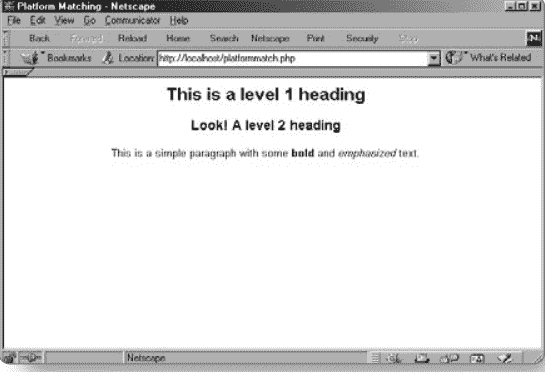 Platform Matching - Netscape
File Edit View Go Communicator Help
Back Forward Reload Home Search Netscape Print Security Stop
Bookmarks Location: http://localhost/platformmatch.php What's Related
This is a level 1 heading
Look! A level 2 heading
This is a simple paragraph with some bold and emphasized text.
Netscape